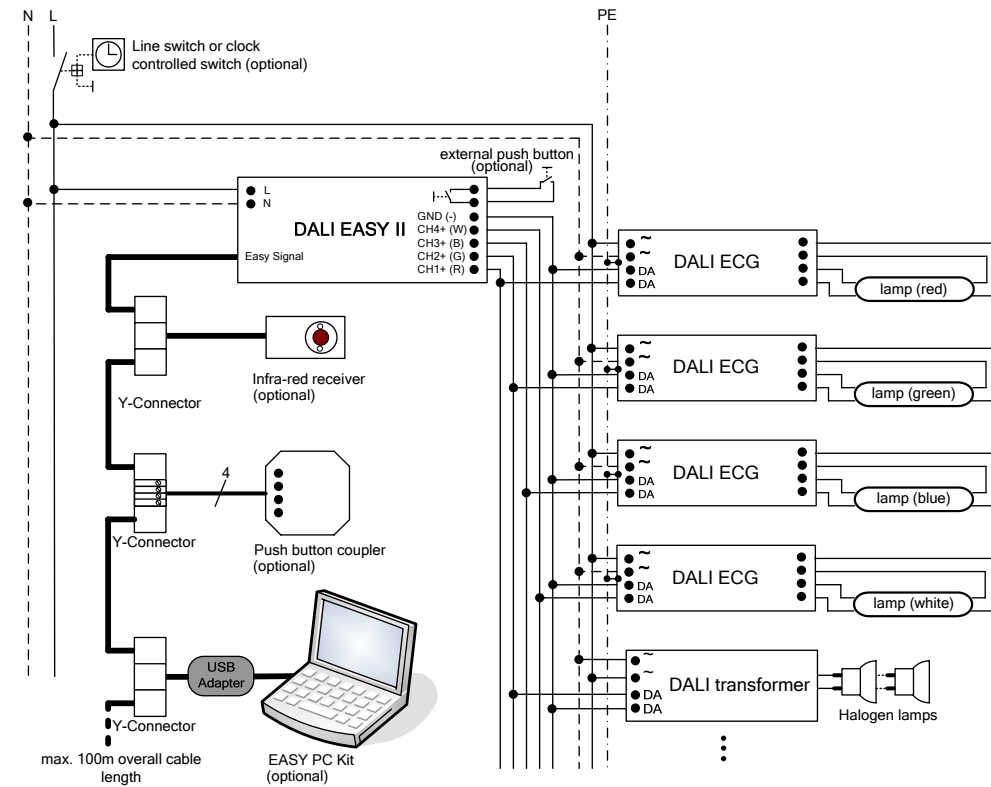 N L
PE
Line switch or clock
controlled switch (optional)
external push button
(optional)
L
N
DALI EASY II
GND (-)
CH4+ (W)
CH3+ (B)
CH2+ (G)
CH1+ (R)
Easy Signal
~
~
DA
DA
DALI ECG
lamp (red)
Infra-red receiver
(optional)
Y-Connector
~
~
DA
DA
DALI ECG
lamp (green)
4
Y-Connector
Push button coupler
(optional)
~
~
DA
DA
DALI ECG
lamp (blue)
~
~
DA
DA
DALI ECG
lamp (white)
USB
Adapter
Y-Connector
max. 100m overall cable
length
EASY PC Kit
(optional)
~
~
DA
DA
DALI transformer
Halogen lamps